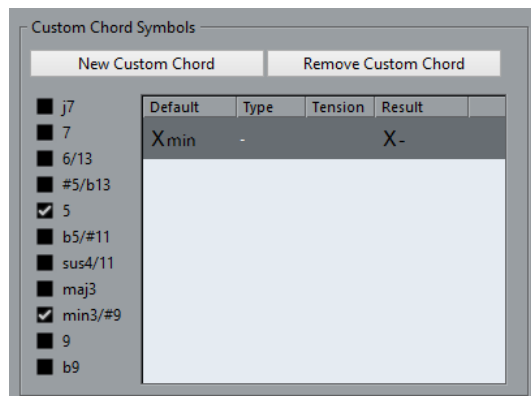 Custom Chord Symbols
New Custom Chord Remove Custom Chord
j7
7
6/13
#5/b13
5
b5/#11
sus4/11
maj3
min3/#9
9
b9
Default Type Tension Result
Xmin - X-